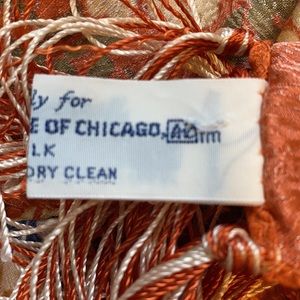 ly for
E OF CHICAGO
LK
DRY CLEAN